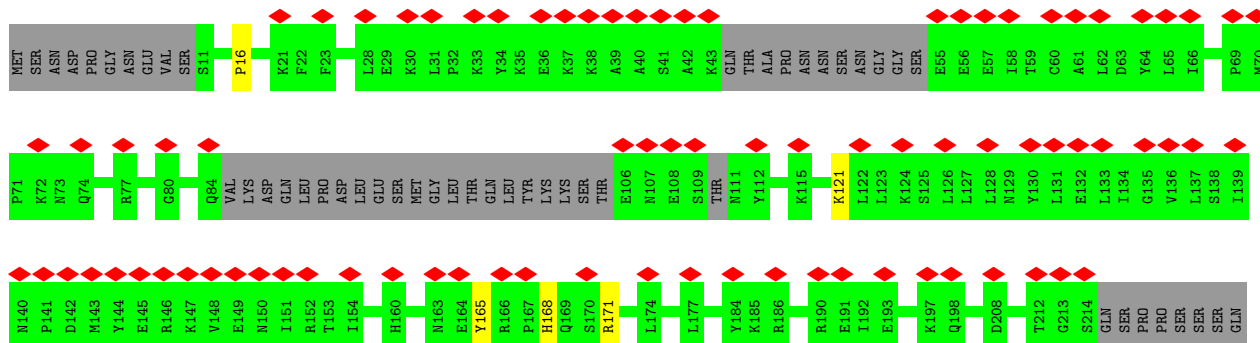 MET SER ASN ASP PRO GLY ASN GLU VAL SER S11 P16 K21 F22 F23 L28 E29 K30 L31 P32 K33 Y34 K35 E36 K37 K38 A39 A40 S41 A42 K43 GLN THR ALA PRO ASN ASN SER ASN GLY GLY SER E55 E56 E57 I58 T59 C60 A61 L62 D63 Y64 L65 I66 P69 M70
P71 K72 N73 Q74 R77 G80 Q84 VAL LYS ASP GLN LEU PRO ASP LEU GLU SER MET GLY LEU THR GLN LEU TYR LYS LYS SER THR E106 N107 E108 S109 THR N111 Y112 K115 K121 L122 L123 K124 S125 L126 L127 L128 N129 Y130 L131 E132 L133 I134 G135 V136 L137 S138 I139
N140 P141 D142 M143 Y144 E145 R146 K147 V148 E149 N150 I151 R152 T153 I154 H160 N163 E164 Y165 R166 P167 H168 Q169 S170 R171 L174 L177 Y184 K185 R186 R190 E191 I192 E193 K197 Q198 D208 T212 G213 S214 GLN SER PRO PRO SER SER SER GLN